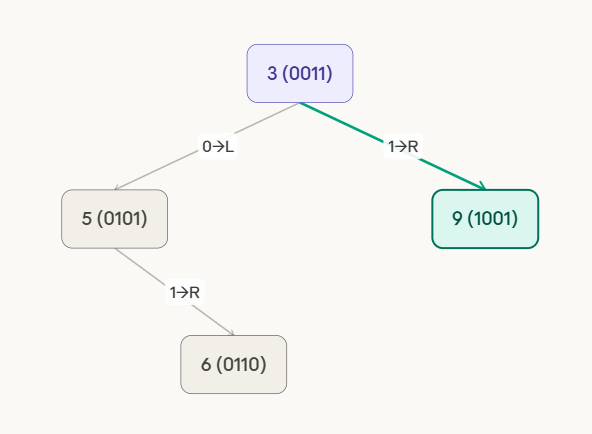 3 (0011)
0→L
1→R
5 (0101)
9 (1001)
1→R
6 (0110)